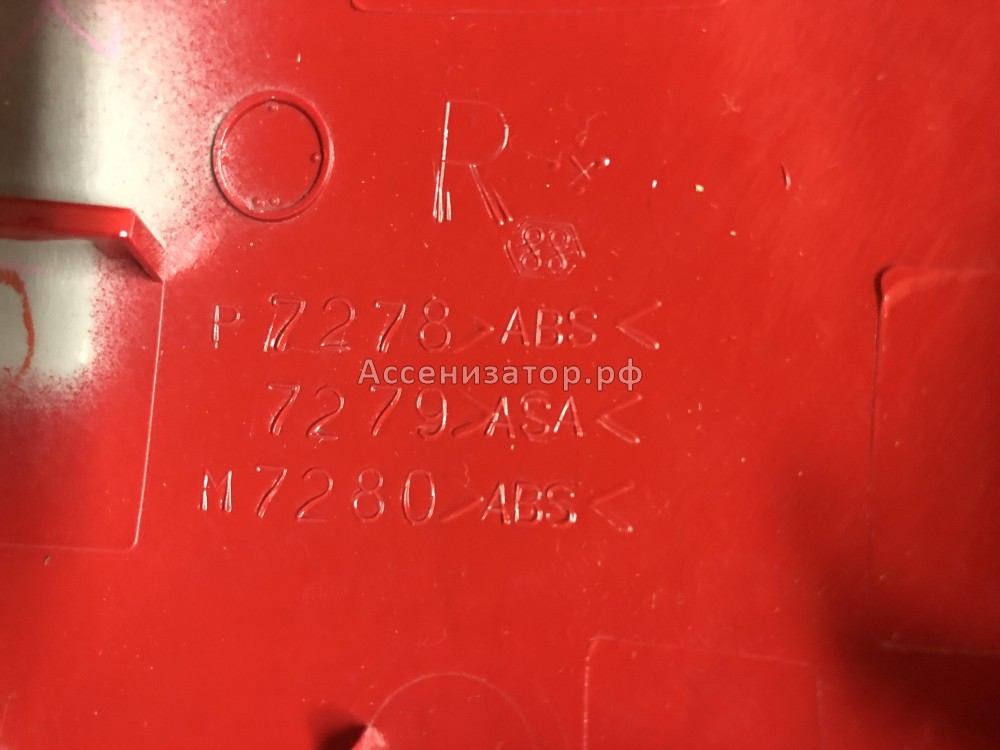 R
88
P7278 >ABS<
Ассенизатор.рф
7279 >ASA<
M7280 >ABS<